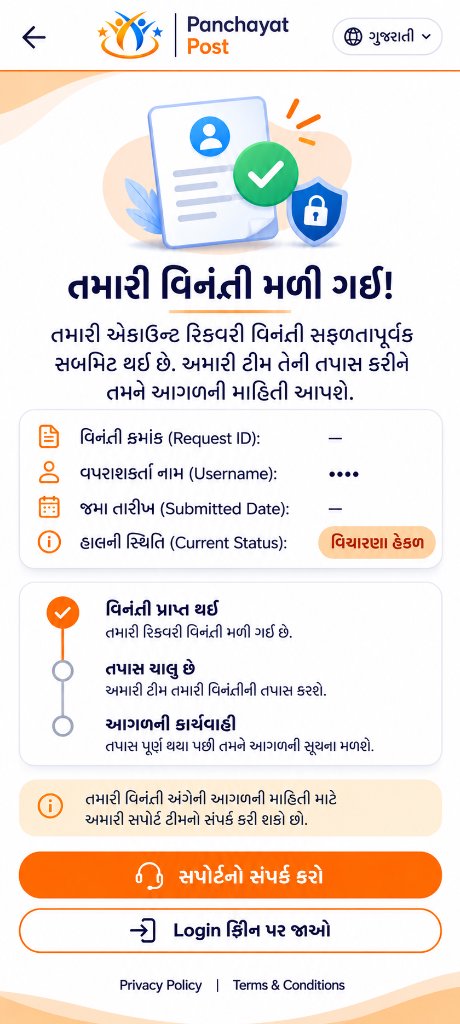 Panchayat
Post
ગુજરાતી
તમારી વિનંતી મળી ગઈ!
તમારી એકાઉન્ટ રિકવરી વિનંતી સફળતાપૂર્વક
સબમિટ થઈ છે. અમારી ટીમ તેની તપાસ કરીને
તમને આગળની માહિતી આપશે.
વિનંતી ક્રમાંક (Request ID): —
વપરાશકર્તા નામ (Username): ••••
જમા તારીખ (Submitted Date): —
હાલની સ્થિતિ (Current Status): વિચારણા હેકળ
વિનંતી પ્રાપ્ત થઈ
તમારી રિકવરી વિનંતી મળી ગઈ છે.
તપાસ ચાલુ છે
અમારી ટીમ તમારી વિનંતીની તપાસ કરશે.
આગળની કાર્યવાહી
તપાસ પૂર્ણ થયા પછી તમને આગળની સૂચના મળશે.
તમારી વિનંતી અંગેની આગળની માહિતી માટે
અમારી સપોર્ટ ટીમનો સંપર્ક કરી શકો છો.
સપોર્ટનો સંપર્ક કરો
Login પર જાઓ
Privacy Policy | Terms & Conditions